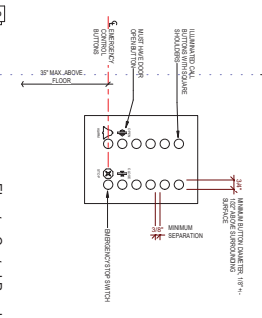 ILLUMINATED CALL
BUTTONS WITH SQUARE
SHOULDERS
MUST HAVE DOOR
OPEN BUTTON
EMERGENCY
CONTROL
BUTTONS
35" MAX. ABOVE
FLOOR
3/4"
MINIMUM BUTTON DIAMETER, 1/8" +-
1/32" ABOVE SURROUNDING
SURFACE
3/8"
MINIMUM
SEPARATION
EMERGENCY STOP SWITCH